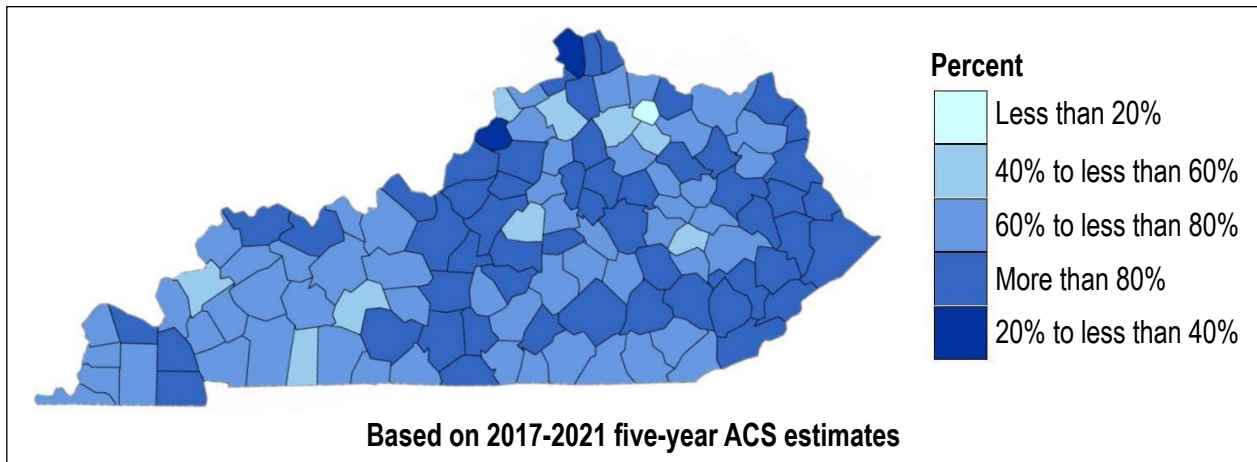 Percent
Less than 20%
40% to less than 60%
60% to less than 80%
More than 80%
20% to less than 40%
Based on 2017-2021 five-year ACS estimates